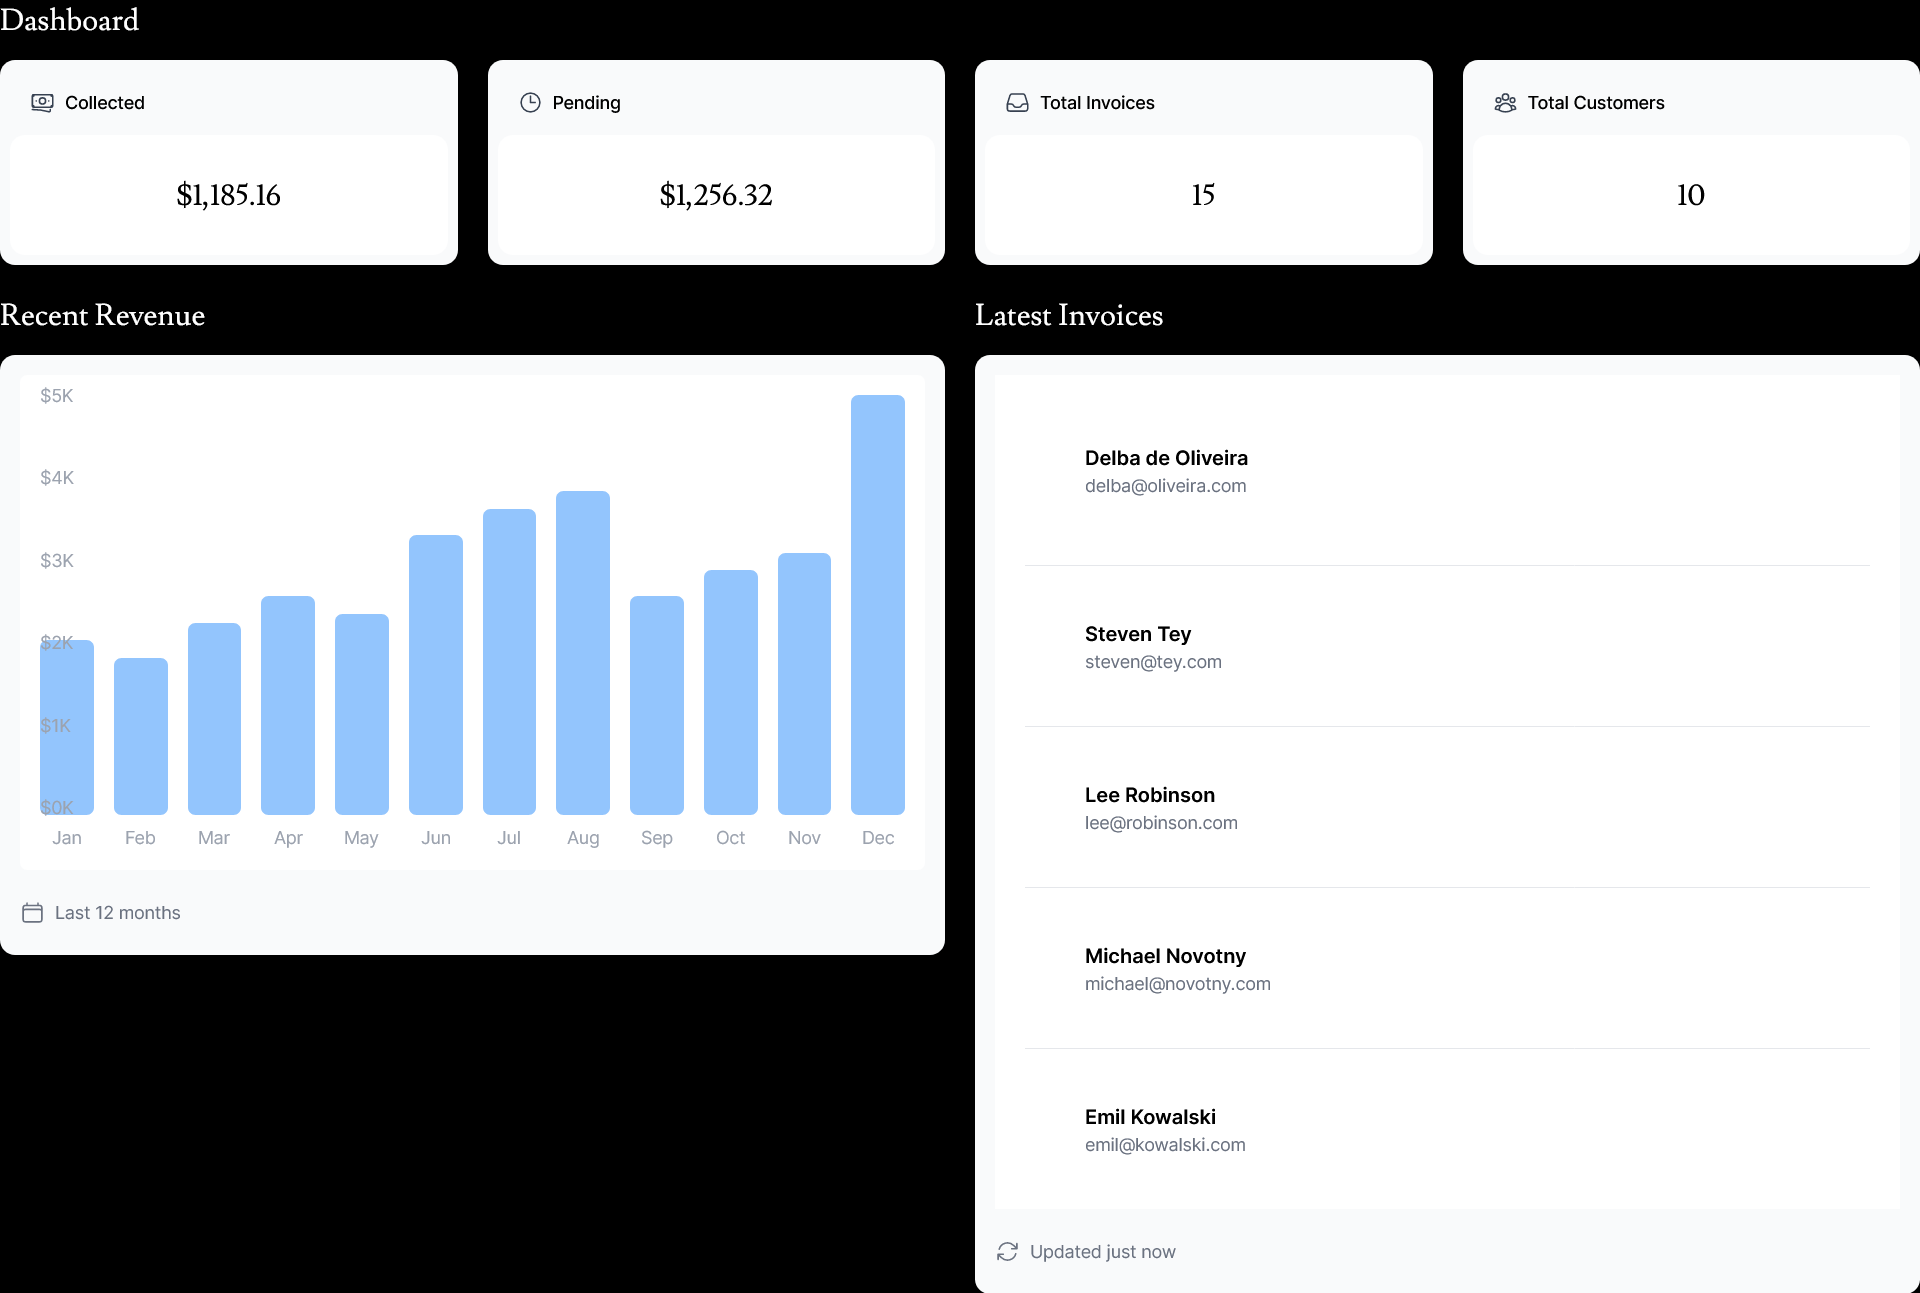 Dashboard
Collected
$1,185.16
Pending
$1,256.32
Total Invoices
15
Total Customers
10
Recent Revenue
$5K
$4K
$3K
$2K
$1K
$0K
Jan Feb Mar Apr May Jun Jul Aug Sep Oct Nov Dec
Last 12 months
Latest Invoices
Delba de Oliveira
delba@oliveira.com
Steven Tey
steven@tey.com
Lee Robinson
lee@robinson.com
Michael Novotny
michael@novotny.com
Emil Kowalski
emil@kowalski.com
Updated just now